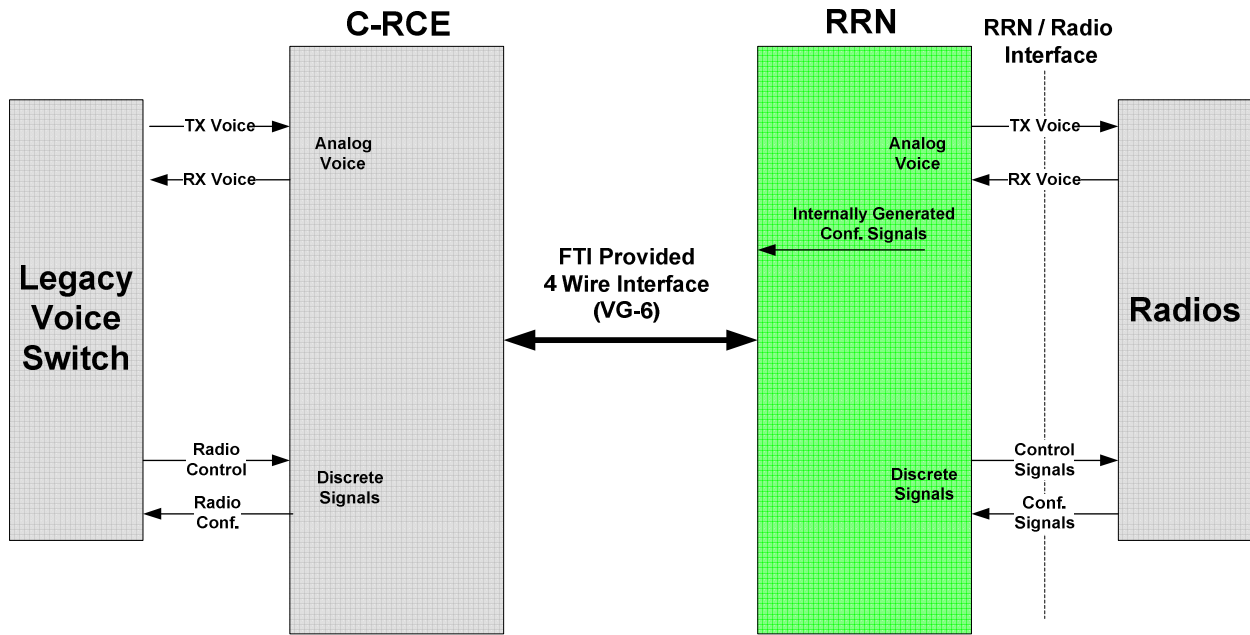 C-RCE
RRN
RRN / Radio
Interface
TX Voice
RX Voice
Analog
Voice
Analog
Voice
TX Voice
RX Voice
Internally Generated
Conf. Signals
Legacy
Voice
Switch
FTI Provided
4 Wire Interface
(VG-6)
Radios
Radio
Control
Radio
Conf.
Discrete
Signals
Discrete
Signals
Control
Signals
Conf.
Signals